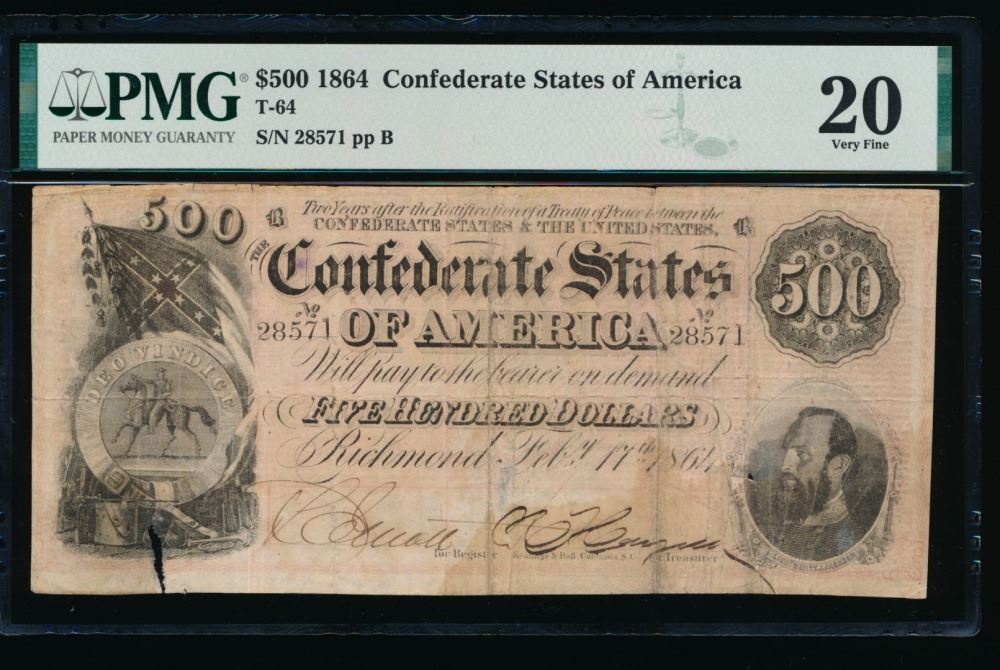 PMG®
PAPER MONEY GUARANTY
$500 1864 Confederate States of America
T-64
S/N 28571 pp B
20
Very Fine
500
B Two Years after the Ratification of a Treaty of Peace between the B
CONFEDERATE STATES & THE UNITED STATES,
THE
Confederate States
500
No 28571 OF AMERICA No 28571
Will pay to the bearer on demand
FIVE HUNDRED DOLLARS
Richmond Feby. 17th 1864
DEO VINDICE
for Register Keatinge & Ball, Columbia S.C. for Treasurer